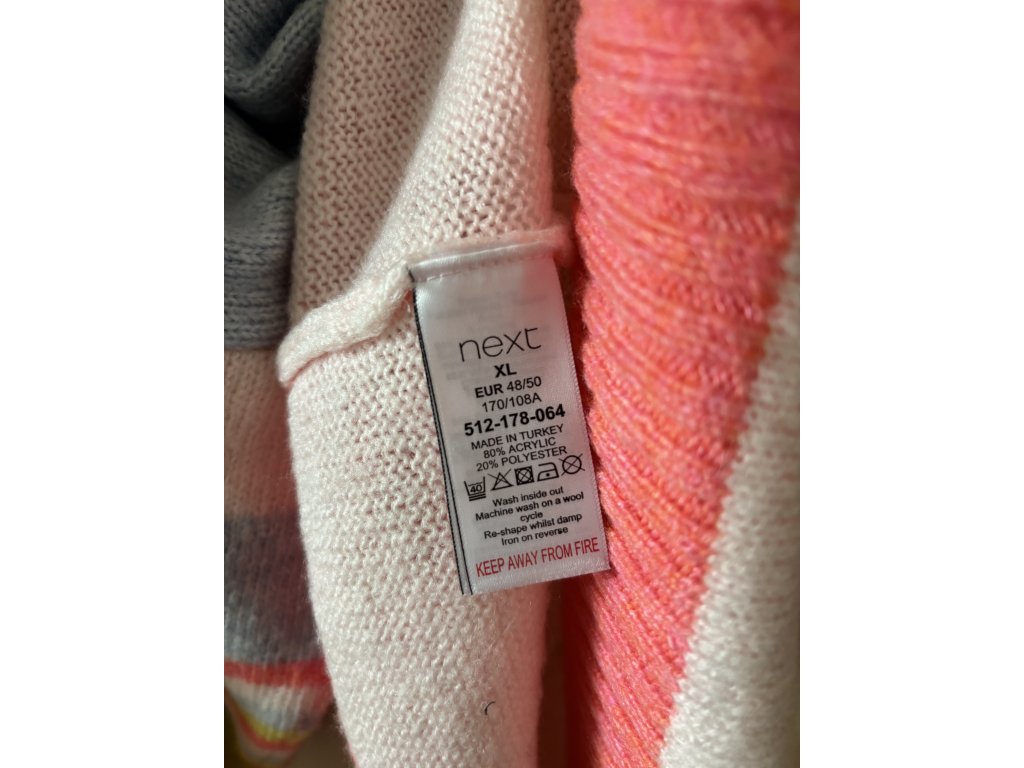 next
XL
EUR 48/50
170/108A
512-178-064
MADE IN TURKEY
80% ACRYLIC
20% POLYESTER
40
Wash inside out
Machine wash on a wool
cycle
Re-shape whilst damp
Iron on reverse
KEEP AWAY FROM FIRE